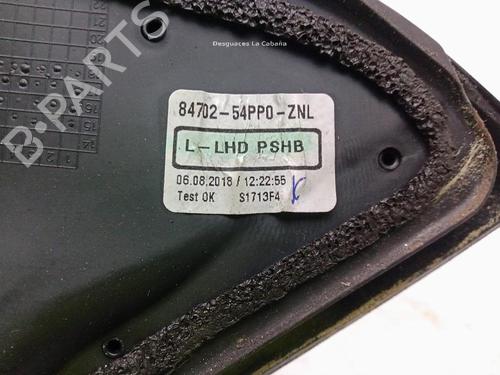 B-PARTS
Desguaces La Cabaña
84702-54PP0-ZNL
L-LHD PSHB
06.08.2018 / 12:22:55
Test OK S1713F4